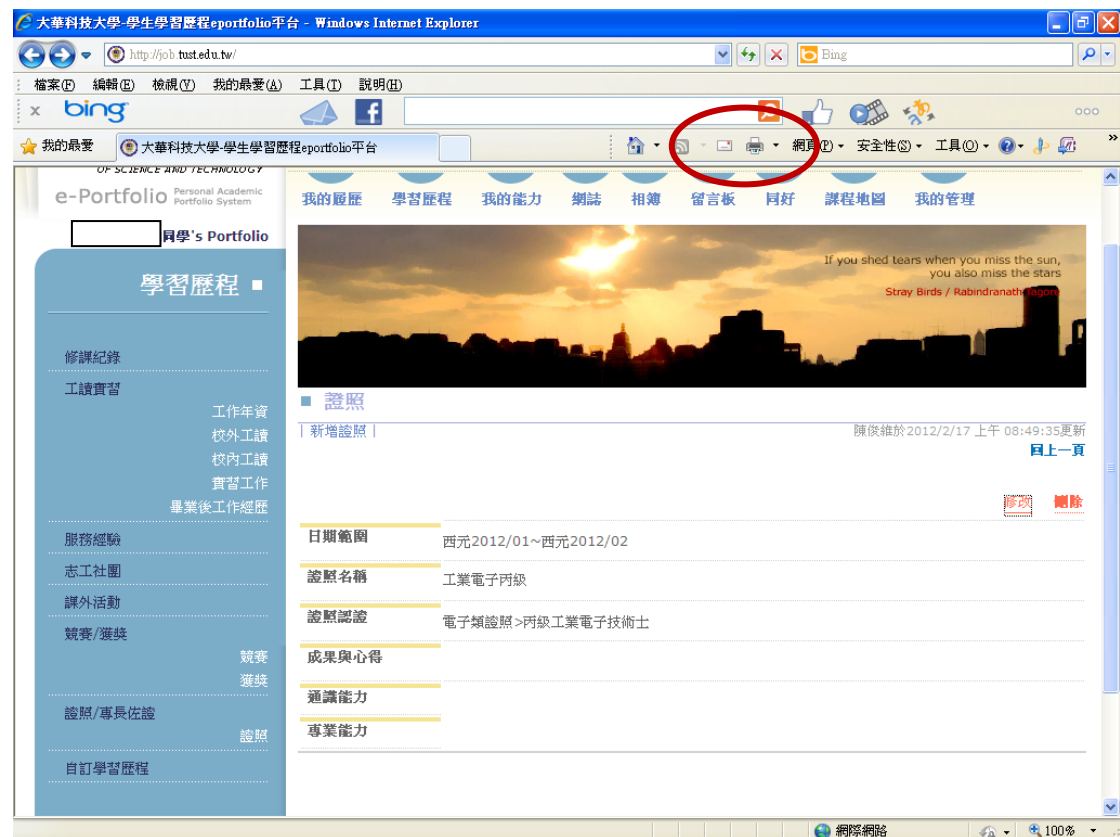 大華科技大學-學生學習歷程eportfolio平台 - Windows Internet Explorer
http://job.tust.edu.tw/
Bing
檔案(F) 編輯(E) 檢視(V) 我的最愛(A) 工具(T) 說明(H)
x bing
我的最愛 大華科技大學-學生學習歷程eportfolio平台 網頁(P) 安全性(S) 工具(O) »
OF SCIENCE AND TECHNOLOGY
e-Portfolio Personal Academic Portfolio System
我的履歷 學習歷程 我的能力 網誌 相簿 留言板 同好 課程地圖 我的管理
同學's Portfolio
If you shed tears when you miss the sun,
you also miss the stars
Stray Birds / Rabindranath Tagore
學習歷程
修課紀錄
工讀實習
工作年資
校外工讀
校內工讀
實習工作
畢業後工作經歷
服務經驗
志工社團
課外活動
競賽/獲獎
競賽
獲獎
證照/專長佐證
證照
自訂學習歷程
證照
| 新增證照 |
陳俊維於2012/2/17 上午 08:49:35更新
回上一頁
修改 刪除
日期範圍 西元2012/01~西元2012/02
證照名稱 工業電子丙級
證照認證 電子類證照>丙級工業電子技術士
成果與心得
通識能力
專業能力
網際網路 100%